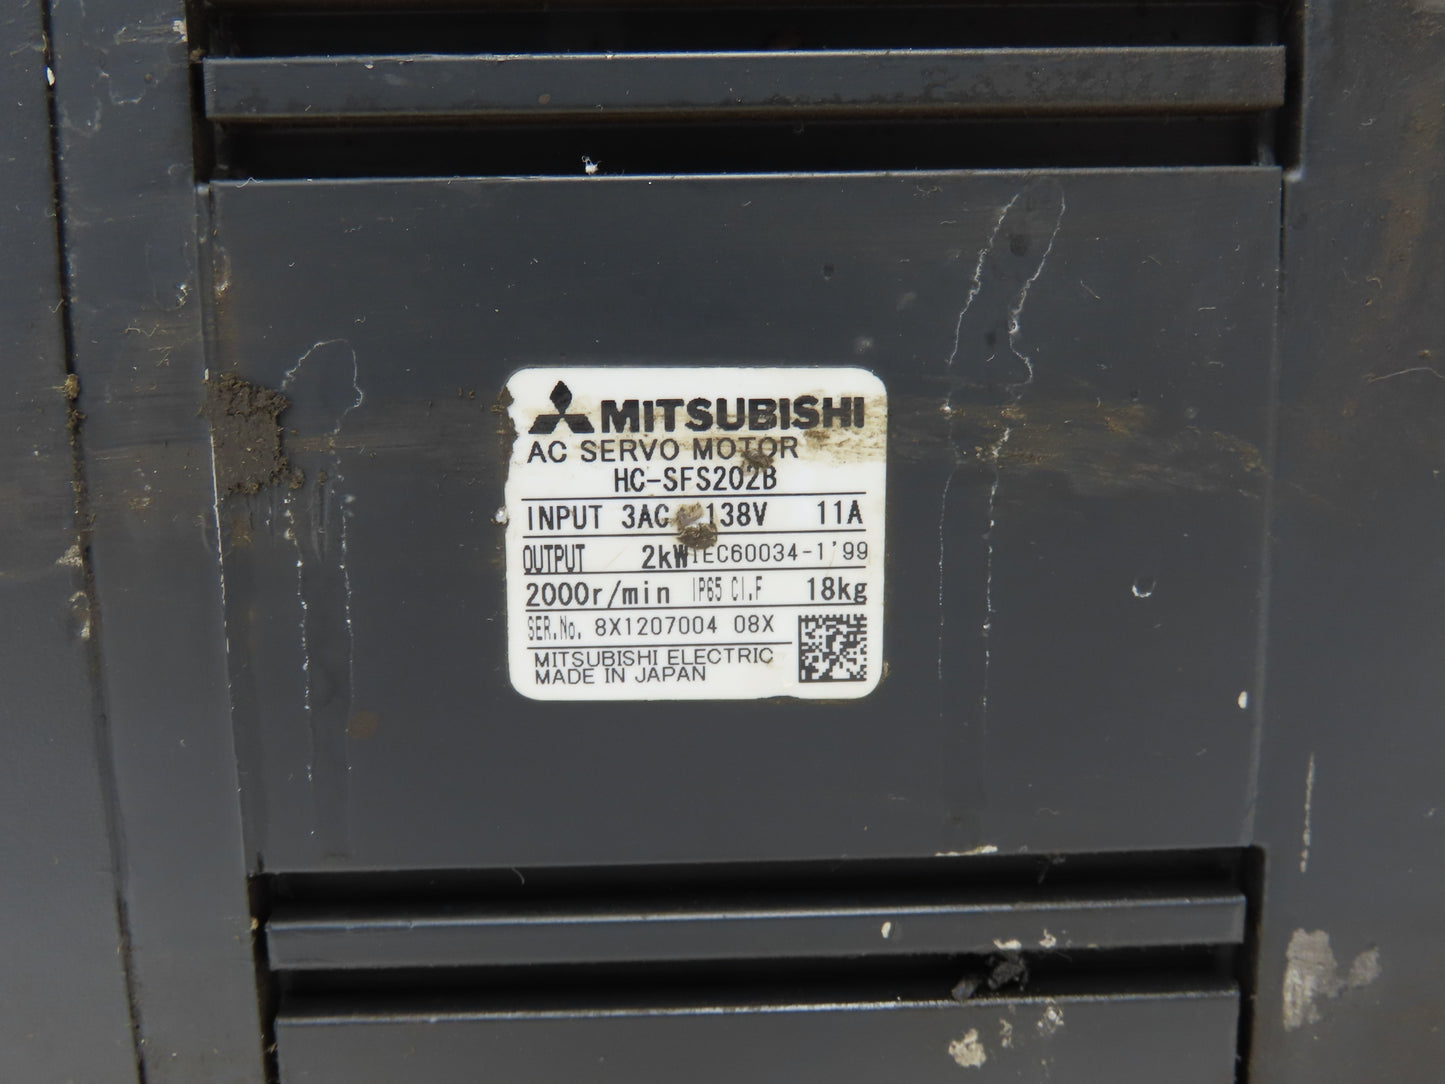 MITSUBISHI
AC SERVO MOTOR
HC-SFS202B
INPUT 3AC 138V 11A
OUTPUT 2kW IEC60034-1'99
2000r/min IP65 CI.F 18kg
SER.No. 8X1207004 08X
MITSUBISHI ELECTRIC
MADE IN JAPAN